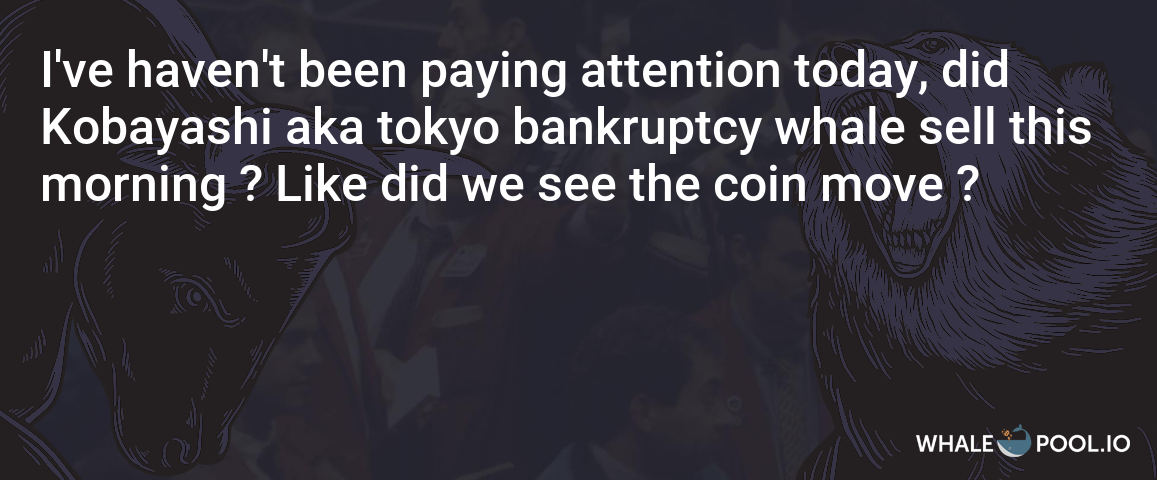 I've haven't been paying attention today, did
Kobayashi aka tokyo bankruptcy whale sell this
morning ? Like did we see the coin move ?
WHALE POOL.IO